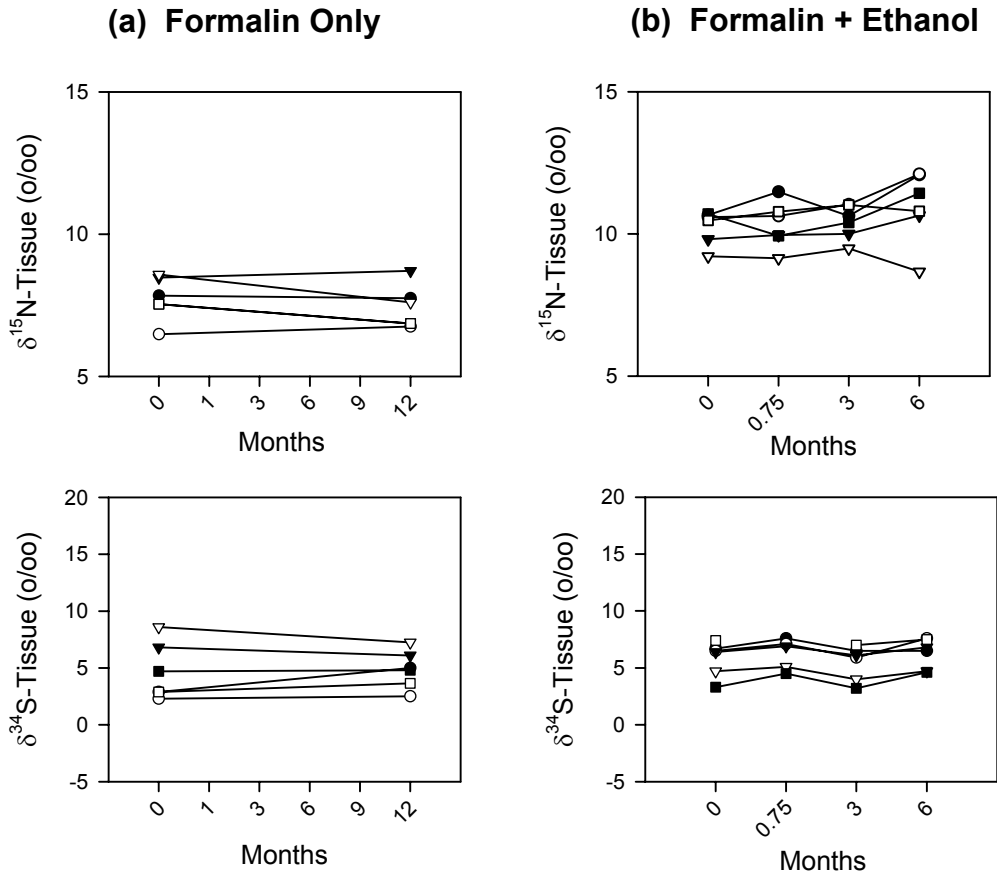 (a) Formalin Only
(b) Formalin + Ethanol
15
10
5
δ¹⁵N-Tissue (o/oo)
0 1 3 6 9 12
Months
15
10
5
δ¹⁵N-Tissue (o/oo)
0 0.75 3 6
Months
20
15
10
5
0
-5
δ³⁴S-Tissue (o/oo)
0 1 3 6 9 12
Months
20
15
10
5
0
-5
δ³⁴S-Tissue (o/oo)
0 0.75 3 6
Months